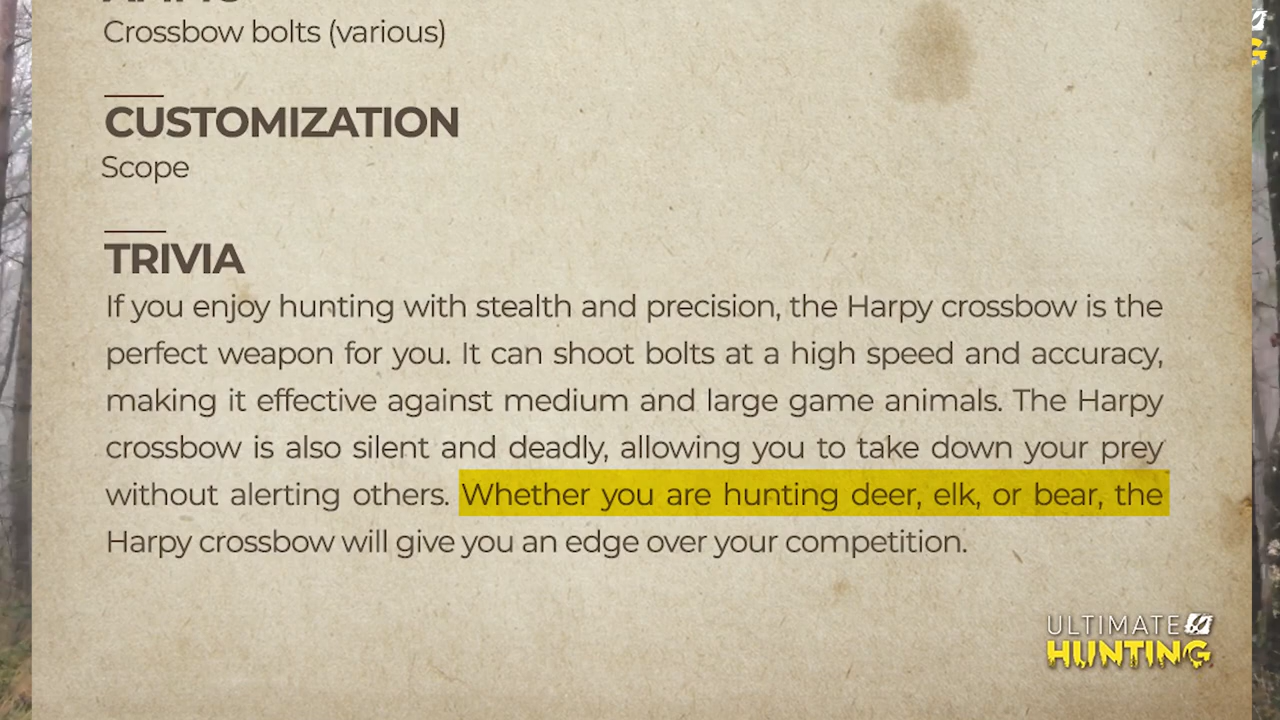 Crossbow bolts (various)
CUSTOMIZATION
Scope
TRIVIA
If you enjoy hunting with stealth and precision, the Harpy crossbow is the
perfect weapon for you. It can shoot bolts at a high speed and accuracy,
making it effective against medium and large game animals. The Harpy
crossbow is also silent and deadly, allowing you to take down your prey
without alerting others. Whether you are hunting deer, elk, or bear, the
Harpy crossbow will give you an edge over your competition.
ULTIMATE
HUNTING